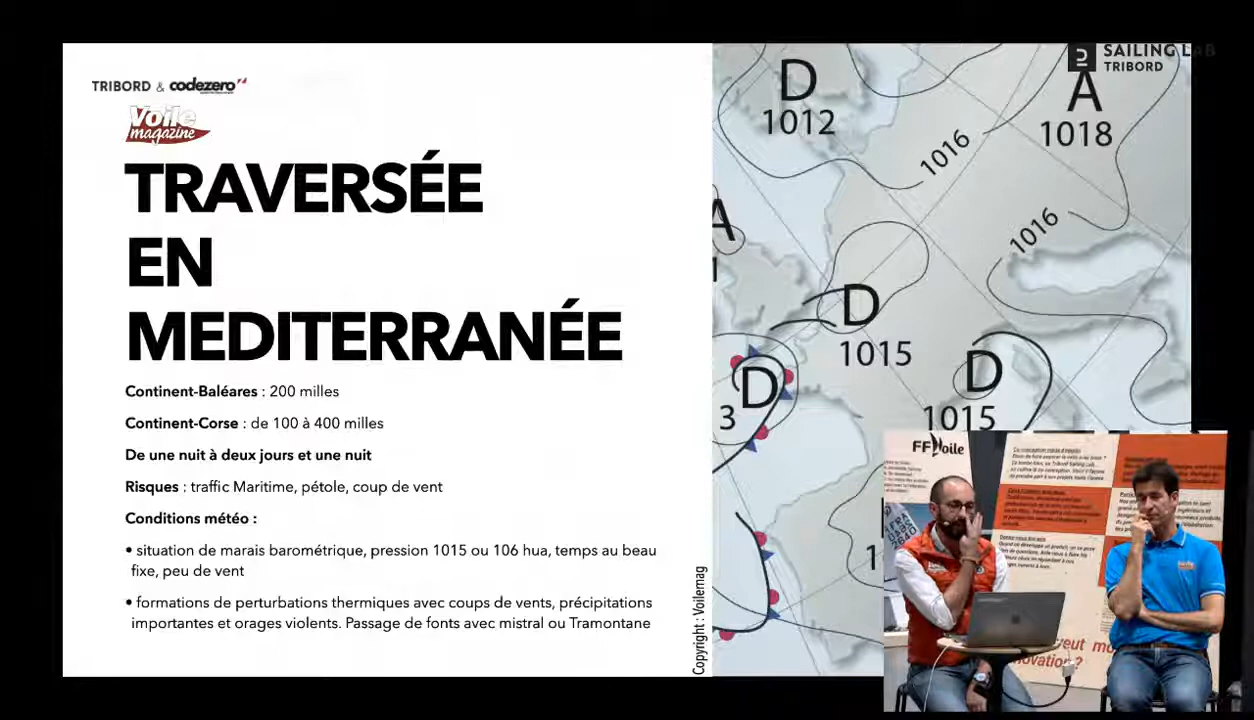 TRIBORD & codezero
Voile
magazine
TRAVERSÉE
EN
MEDITERRANÉE
Continent-Baléares : 200 milles
Continent-Corse : de 100 à 400 milles
De une nuit à deux jours et une nuit
Risques : traffic Maritime, pétole, coup de vent
Conditions météo :
• situation de marais barométrique, pression 1015 ou 106 hua, temps au beau
fixe, peu de vent
• formations de perturbations thermiques avec coups de vents, précipitations
importantes et orages violents. Passage de fonts avec mistral ou Tramontane
Copyright : Voilemag
SAILING LAB
TRIBORD
D
1012
A
1018
1016
1016
A
D
1015
D
1015
D
3
FFVoile